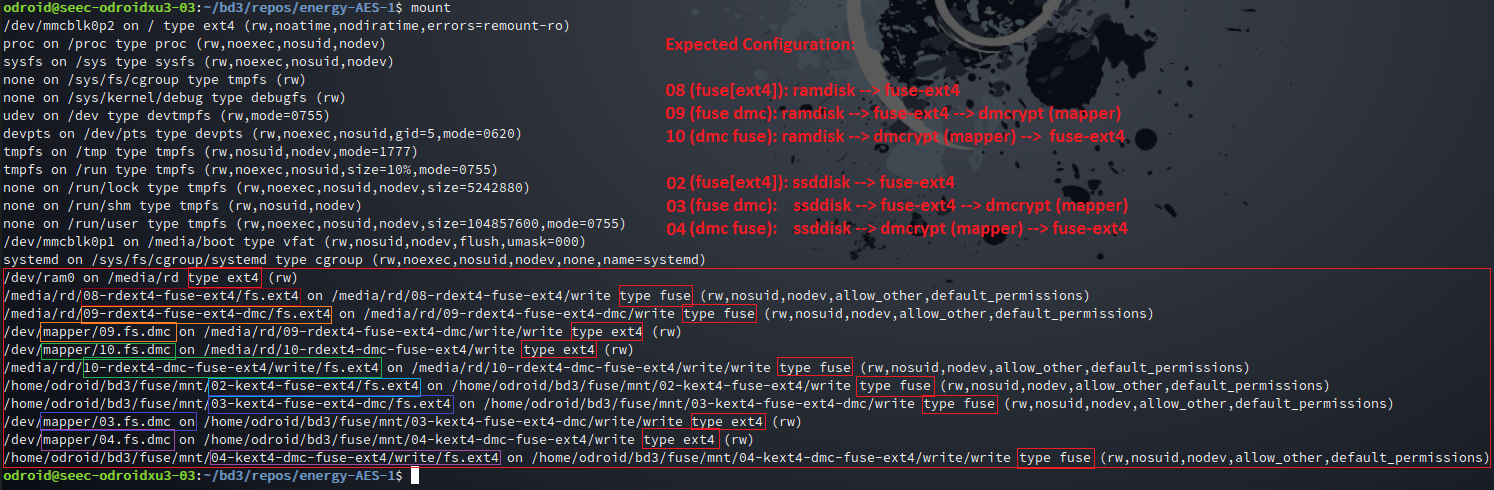 odroid@seec-odroidxu3-03:~/bd3/repos/energy-AES-1$ mount
/dev/mmcblk0p2 on / type ext4 (rw,noatime,nodiratime,errors=remount-ro)
proc on /proc type proc (rw,noexec,nosuid,nodev)
sysfs on /sys type sysfs (rw,noexec,nosuid,nodev)
none on /sys/fs/cgroup type tmpfs (rw)
none on /sys/kernel/debug type debugfs (rw)
udev on /dev type devtmpfs (rw,mode=0755)
devpts on /dev/pts type devpts (rw,noexec,nosuid,gid=5,mode=0620)
tmpfs on /tmp type tmpfs (rw,nosuid,nodev,mode=1777)
tmpfs on /run type tmpfs (rw,noexec,nosuid,size=10%,mode=0755)
none on /run/lock type tmpfs (rw,noexec,nosuid,nodev,size=5242880)
none on /run/shm type tmpfs (rw,nosuid,nodev)
none on /run/user type tmpfs (rw,noexec,nosuid,nodev,size=104857600,mode=0755)
/dev/mmcblk0p1 on /media/boot type vfat (rw,nosuid,nodev,flush,umask=000)
systemd on /sys/fs/cgroup/systemd type cgroup (rw,noexec,nosuid,nodev,none,name=systemd)
Expected Configuration:
08 (fuse[ext4]): ramdisk --> fuse-ext4
09 (fuse dmc): ramdisk --> fuse-ext4 --> dmcrypt (mapper)
10 (dmc fuse): ramdisk --> dmcrypt (mapper) --> fuse-ext4
02 (fuse[ext4]): ssddisk --> fuse-ext4
03 (fuse dmc): ssddisk --> fuse-ext4 --> dmcrypt (mapper)
04 (dmc fuse): ssddisk --> dmcrypt (mapper) --> fuse-ext4
/dev/ram0 on /media/rd type ext4 (rw)
/media/rd/08-rdext4-fuse-ext4/fs.ext4 on /media/rd/08-rdext4-fuse-ext4/write type fuse (rw,nosuid,nodev,allow_other,default_permissions)
/media/rd/09-rdext4-fuse-ext4-dmc/fs.ext4 on /media/rd/09-rdext4-fuse-ext4-dmc/write type fuse (rw,nosuid,nodev,allow_other,default_permissions)
/dev/mapper/09.fs.dmc on /media/rd/09-rdext4-fuse-ext4-dmc/write/write type ext4 (rw)
/dev/mapper/10.fs.dmc on /media/rd/10-rdext4-dmc-fuse-ext4/write type ext4 (rw)
/media/rd/10-rdext4-dmc-fuse-ext4/write/fs.ext4 on /media/rd/10-rdext4-dmc-fuse-ext4/write/write type fuse (rw,nosuid,nodev,allow_other,default_permissions)
/home/odroid/bd3/fuse/mnt/02-kext4-fuse-ext4/fs.ext4 on /home/odroid/bd3/fuse/mnt/02-kext4-fuse-ext4/write type fuse (rw,nosuid,nodev,allow_other,default_permissions)
/home/odroid/bd3/fuse/mnt/03-kext4-fuse-ext4-dmc/fs.ext4 on /home/odroid/bd3/fuse/mnt/03-kext4-fuse-ext4-dmc/write type fuse (rw,nosuid,nodev,allow_other,default_permissions)
/dev/mapper/03.fs.dmc on /home/odroid/bd3/fuse/mnt/03-kext4-fuse-ext4-dmc/write/write type ext4 (rw)
/dev/mapper/04.fs.dmc on /home/odroid/bd3/fuse/mnt/04-kext4-dmc-fuse-ext4/write type ext4 (rw)
/home/odroid/bd3/fuse/mnt/04-kext4-dmc-fuse-ext4/write/fs.ext4 on /home/odroid/bd3/fuse/mnt/04-kext4-dmc-fuse-ext4/write/write type fuse (rw,nosuid,nodev,allow_other,default_permissions)
odroid@seec-odroidxu3-03:~/bd3/repos/energy-AES-1$